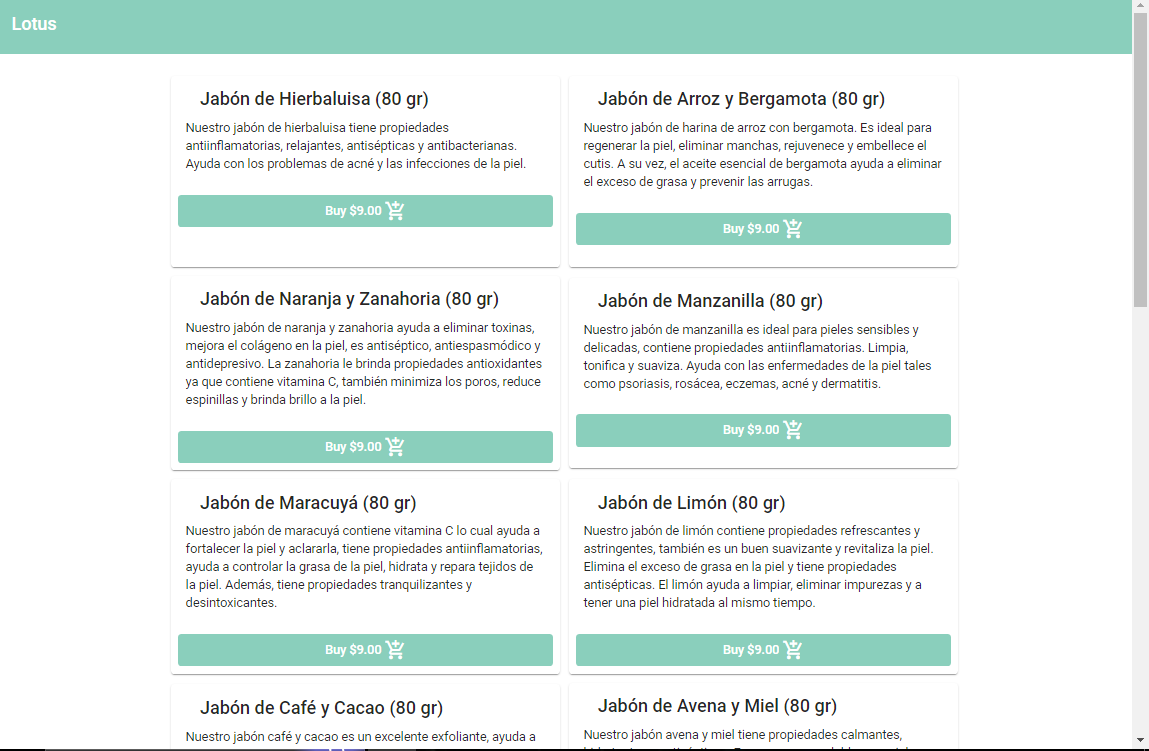 Lotus
Jabón de Hierbaluisa (80 gr)
Nuestro jabón de hierbaluisa tiene propiedades
antiinflamatorias, relajantes, antisépticas y antibacterianas.
Ayuda con los problemas de acné y las infecciones de la piel.
Buy $9.00
Jabón de Arroz y Bergamota (80 gr)
Nuestro jabón de harina de arroz con bergamota. Es ideal para
regenerar la piel, eliminar manchas, rejuvenece y embellece el
cutis. A su vez, el aceite esencial de bergamota ayuda a eliminar
el exceso de grasa y prevenir las arrugas.
Buy $9.00
Jabón de Naranja y Zanahoria (80 gr)
Nuestro jabón de naranja y zanahoria ayuda a eliminar toxinas,
mejora el colágeno en la piel, es antiséptico, antiespasmódico y
antidepresivo. La zanahoria le brinda propiedades antioxidantes
ya que contiene vitamina C, también minimiza los poros, reduce
espinillas y brinda brillo a la piel.
Buy $9.00
Jabón de Manzanilla (80 gr)
Nuestro jabón de manzanilla es ideal para pieles sensibles y
delicadas, contiene propiedades antiinflamatorias. Limpia,
tonifica y suaviza. Ayuda con las enfermedades de la piel tales
como psoriasis, rosácea, eczemas, acné y dermatitis.
Buy $9.00
Jabón de Maracuyá (80 gr)
Nuestro jabón de maracuyá contiene vitamina C lo cual ayuda a
fortalecer la piel y aclararla, tiene propiedades antiinflamatorias,
ayuda a controlar la grasa de la piel, hidrata y repara tejidos de
la piel. Además, tiene propiedades tranquilizantes y
desintoxicantes.
Buy $9.00
Jabón de Limón (80 gr)
Nuestro jabón de limón contiene propiedades refrescantes y
astringentes, también es un buen suavizante y revitaliza la piel.
Elimina el exceso de grasa en la piel y tiene propiedades
antisépticas. El limón ayuda a limpiar, eliminar impurezas y a
tener una piel hidratada al mismo tiempo.
Buy $9.00
Jabón de Café y Cacao (80 gr)
Nuestro jabón café y cacao es un excelente exfoliante, ayuda a
Jabón de Avena y Miel (80 gr)
Nuestro jabón avena y miel tiene propiedades calmantes,